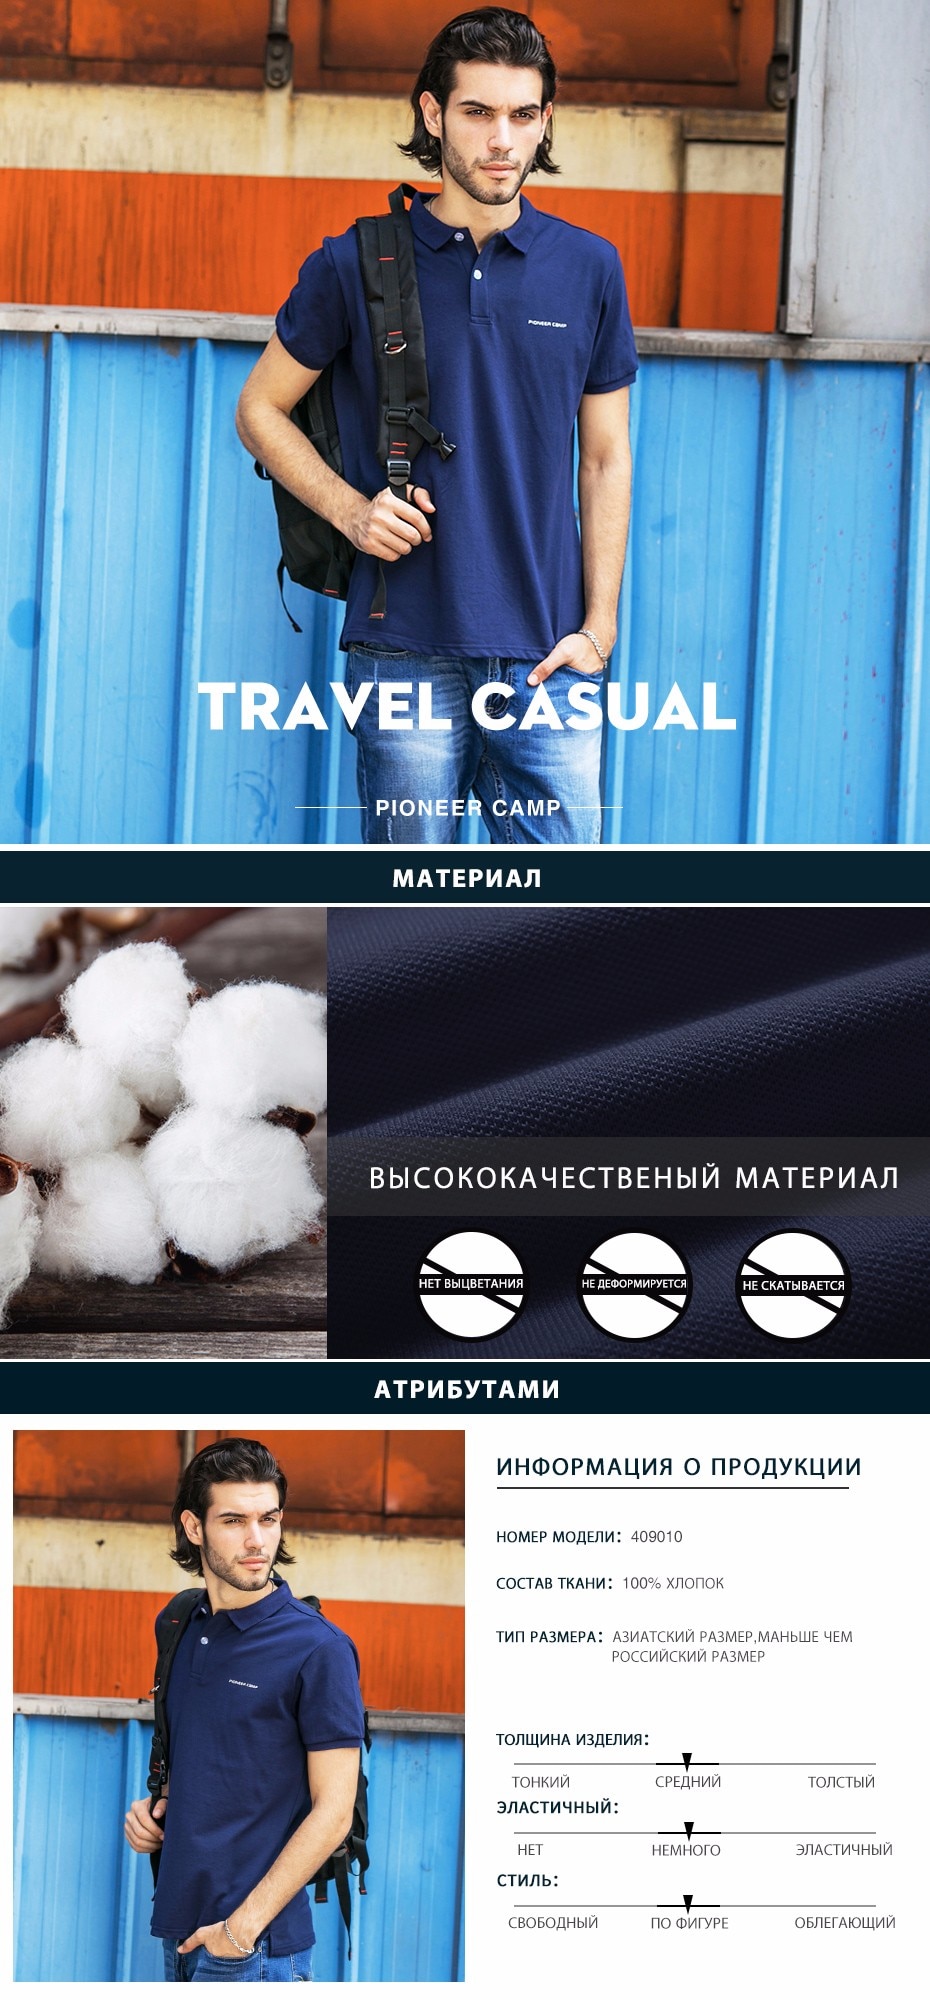 PIONEER CAMP
TRAVEL CASUAL
PIONEER CAMP
МАТЕРИАЛ
ВЫСОКОКАЧЕСТВЕНЫЙ МАТЕРИАЛ
НЕТ ВЫЦВЕТАНИЯ
НЕ ДЕФОРМИРУЕТСЯ
НЕ СКАТЫВАЕТСЯ
АТРИБУТАМИ
PIONEER CAMP
ИНФОРМАЦИЯ О ПРОДУКЦИИ
НОМЕР МОДЕЛИ: 409010
СОСТАВ ТКАНИ: 100% ХЛОПОК
ТИП РАЗМЕРА: АЗИАТСКИЙ РАЗМЕР,МАНЬШЕ ЧЕМ
РОССИЙСКИЙ РАЗМЕР
ТОЛЩИНА ИЗДЕЛИЯ:
ТОНКИЙ СРЕДНИЙ ТОЛСТЫЙ
ЭЛАСТИЧНЫЙ:
НЕТ НЕМНОГО ЭЛАСТИЧНЫЙ
СТИЛЬ:
СВОБОДНЫЙ ПО ФИГУРЕ ОБЛЕГАЮЩИЙ